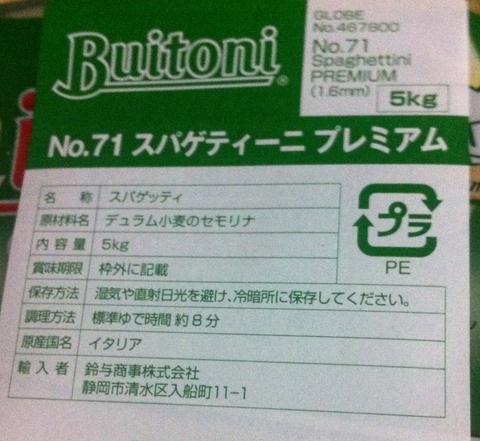 Buitoni®
GLOBE
No.467800
No.71
Spaghettini
PREMIUM
(1.6mm) 5kg
No.71 スパゲティーニ プレミアム
名称 スパゲッティ
原材料名 デュラム小麦のセモリナ
内容量 5kg
賞味期限 枠外に記載
保存方法 湿気や直射日光を避け、冷暗所に保存してください。
調理方法 標準ゆで時間 約8分
原産国名 イタリア
輸入者 鈴与商事株式会社
静岡市清水区入船町11-1
プラ
PE